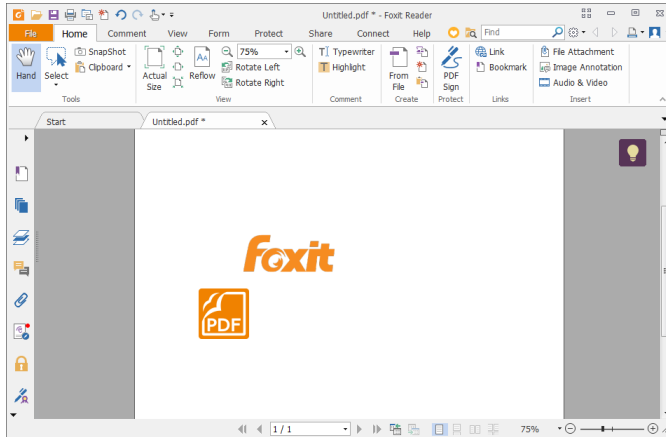 Untitled.pdf * - Foxit Reader
File Home Comment View Form Protect Share Connect Help Find
Hand
Select
SnapShot
Clipboard
Tools
Actual Size
Reflow
75%
Rotate Left
Rotate Right
View
Typewriter
Highlight
Comment
From File
Create
PDF Sign
Protect
Link
Bookmark
Links
File Attachment
Image Annotation
Audio & Video
Insert
Start
Untitled.pdf * x
foxit
PDF
1 / 1
75%